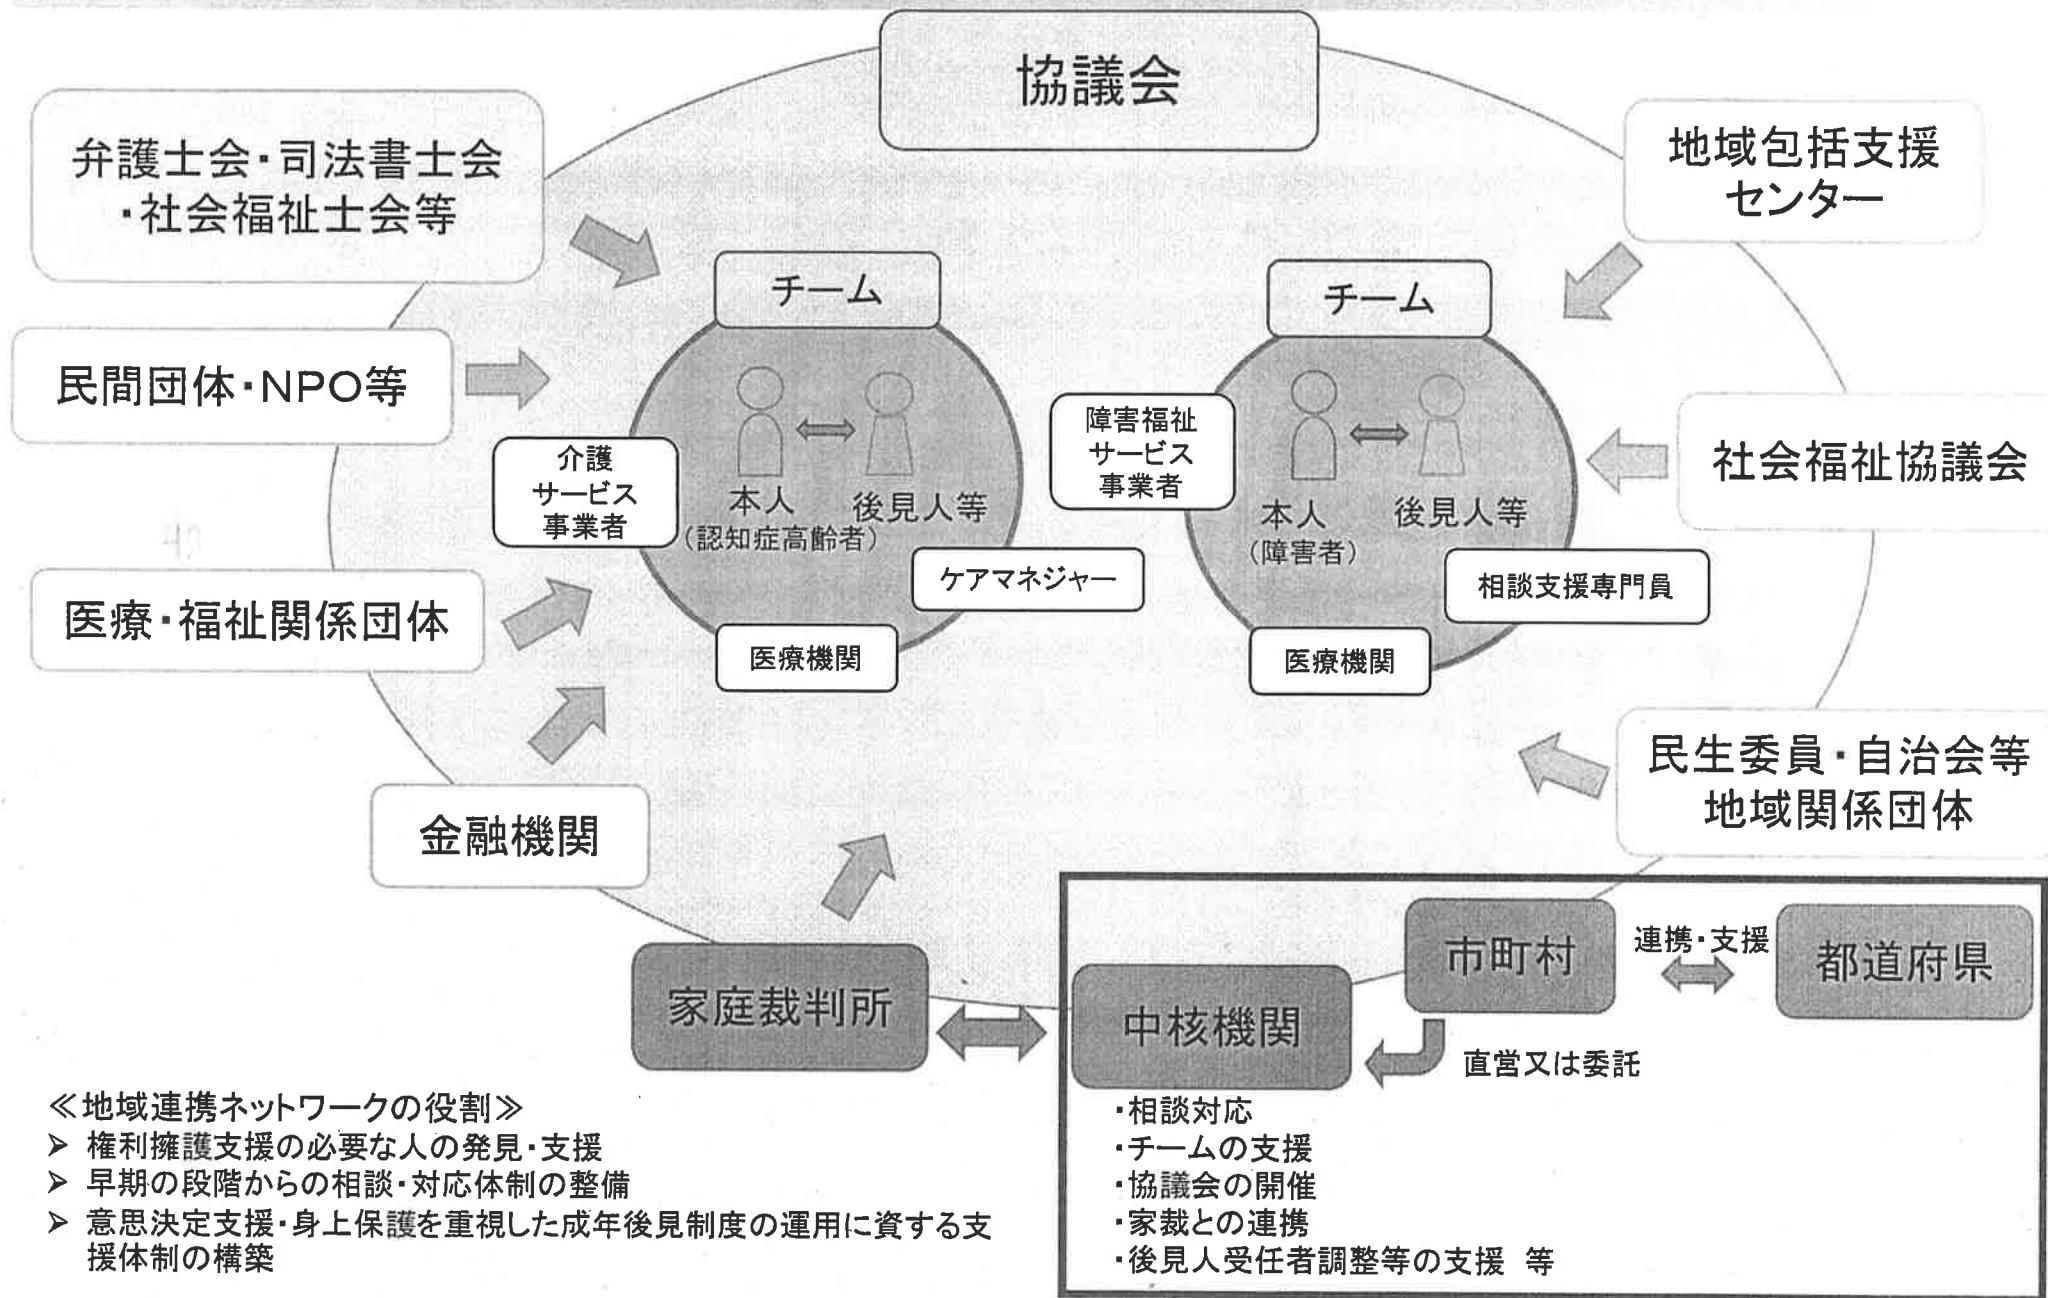 協議会
弁護士会・司法書士会
・社会福祉士会等
地域包括支援
センター
チーム
チーム
民間団体・NPO等
障害福祉
サービス
事業者
社会福祉協議会
介護
サービス
事業者
本人
(認知症高齢者)
後見人等
本人
(障害者)
後見人等
ケアマネジャー
相談支援専門員
医療・福祉関係団体
医療機関
医療機関
民生委員・自治会等
地域関係団体
金融機関
市町村
連携・支援
都道府県
家庭裁判所
中核機関
直営又は委託
・相談対応
・チームの支援
・協議会の開催
・家裁との連携
・後見人受任者調整等の支援 等
≪地域連携ネットワークの役割≫
➢ 権利擁護支援の必要な人の発見・支援
➢ 早期の段階からの相談・対応体制の整備
➢ 意思決定支援・身上保護を重視した成年後見制度の運用に資する支
援体制の構築